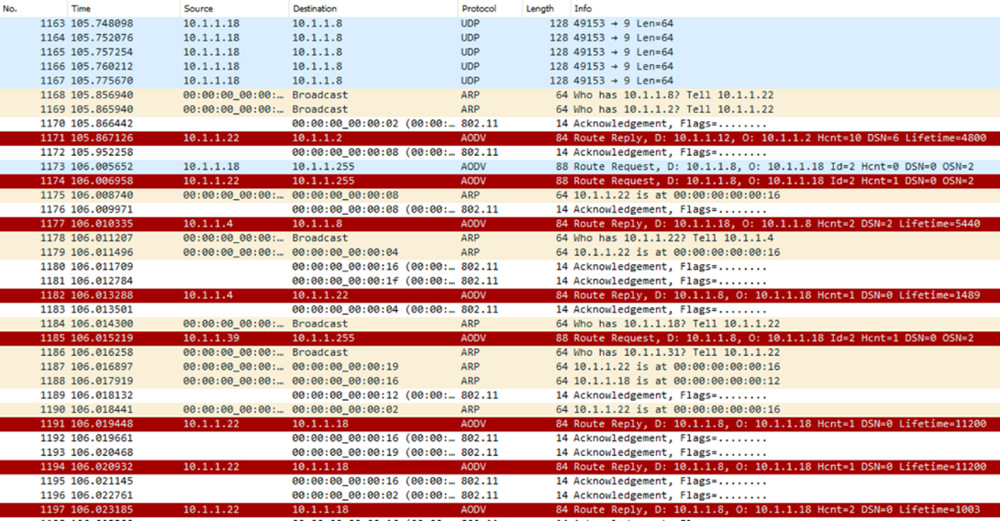 No. Time Source Destination Protocol Length Info
1163 105.748098 10.1.1.18 10.1.1.8 UDP 128 49153 → 9 Len=64
1164 105.752076 10.1.1.18 10.1.1.8 UDP 128 49153 → 9 Len=64
1165 105.757254 10.1.1.18 10.1.1.8 UDP 128 49153 → 9 Len=64
1166 105.760212 10.1.1.18 10.1.1.8 UDP 128 49153 → 9 Len=64
1167 105.775670 10.1.1.18 10.1.1.8 UDP 128 49153 → 9 Len=64
1168 105.856940 00:00:00_00:00:… Broadcast ARP 64 Who has 10.1.1.8? Tell 10.1.1.22
1169 105.865940 00:00:00_00:00:… Broadcast ARP 64 Who has 10.1.1.2? Tell 10.1.1.22
1170 105.866442 00:00:00_00:00:02 (00:00:… 802.11 14 Acknowledgement, Flags=........
1171 105.867126 10.1.1.22 10.1.1.2 AODV 84 Route Reply, D: 10.1.1.12, O: 10.1.1.2 Hcnt=10 DSN=6 Lifetime=4800
1172 105.952258 00:00:00_00:00:08 (00:00:… 802.11 14 Acknowledgement, Flags=........
1173 106.005652 10.1.1.18 10.1.1.255 AODV 88 Route Request, D: 10.1.1.8, O: 10.1.1.18 Id=2 Hcnt=0 DSN=0 OSN=2
1174 106.006958 10.1.1.22 10.1.1.255 AODV 88 Route Request, D: 10.1.1.8, O: 10.1.1.18 Id=2 Hcnt=1 DSN=0 OSN=2
1175 106.008740 00:00:00_00:00:… 00:00:00_00:00:08 ARP 64 10.1.1.22 is at 00:00:00:00:00:16
1176 106.009971 00:00:00_00:00:08 (00:00:… 802.11 14 Acknowledgement, Flags=........
1177 106.010335 10.1.1.4 10.1.1.8 AODV 84 Route Reply, D: 10.1.1.18, O: 10.1.1.8 Hcnt=2 DSN=2 Lifetime=5440
1178 106.011207 00:00:00_00:00:… Broadcast ARP 64 Who has 10.1.1.22? Tell 10.1.1.4
1179 106.011496 00:00:00_00:00:… 00:00:00_00:00:04 ARP 64 10.1.1.22 is at 00:00:00:00:00:16
1180 106.011709 00:00:00_00:00:16 (00:00:… 802.11 14 Acknowledgement, Flags=........
1181 106.012784 00:00:00_00:00:1f (00:00:… 802.11 14 Acknowledgement, Flags=........
1182 106.013288 10.1.1.4 10.1.1.22 AODV 84 Route Reply, D: 10.1.1.8, O: 10.1.1.18 Hcnt=1 DSN=0 Lifetime=1489
1183 106.013501 00:00:00_00:00:04 (00:00:… 802.11 14 Acknowledgement, Flags=........
1184 106.014300 00:00:00_00:00:… Broadcast ARP 64 Who has 10.1.1.18? Tell 10.1.1.22
1185 106.015219 10.1.1.39 10.1.1.255 AODV 88 Route Request, D: 10.1.1.8, O: 10.1.1.18 Id=2 Hcnt=1 DSN=0 OSN=2
1186 106.016258 00:00:00_00:00:… Broadcast ARP 64 Who has 10.1.1.31? Tell 10.1.1.22
1187 106.016897 00:00:00_00:00:… 00:00:00_00:00:19 ARP 64 10.1.1.22 is at 00:00:00:00:00:16
1188 106.017919 00:00:00_00:00:… 00:00:00_00:00:16 ARP 64 10.1.1.18 is at 00:00:00:00:00:12
1189 106.018132 00:00:00_00:00:12 (00:00:… 802.11 14 Acknowledgement, Flags=........
1190 106.018441 00:00:00_00:00:… 00:00:00_00:00:02 ARP 64 10.1.1.22 is at 00:00:00:00:00:16
1191 106.019448 10.1.1.22 10.1.1.18 AODV 84 Route Reply, D: 10.1.1.8, O: 10.1.1.18 Hcnt=1 DSN=0 Lifetime=11200
1192 106.019661 00:00:00_00:00:16 (00:00:… 802.11 14 Acknowledgement, Flags=........
1193 106.020468 00:00:00_00:00:19 (00:00:… 802.11 14 Acknowledgement, Flags=........
1194 106.020932 10.1.1.22 10.1.1.18 AODV 84 Route Reply, D: 10.1.1.8, O: 10.1.1.18 Hcnt=1 DSN=0 Lifetime=11200
1195 106.021145 00:00:00_00:00:16 (00:00:… 802.11 14 Acknowledgement, Flags=........
1196 106.022761 00:00:00_00:00:02 (00:00:… 802.11 14 Acknowledgement, Flags=........
1197 106.023185 10.1.1.22 10.1.1.18 AODV 84 Route Reply, D: 10.1.1.8, O: 10.1.1.18 Hcnt=2 DSN=0 Lifetime=1003